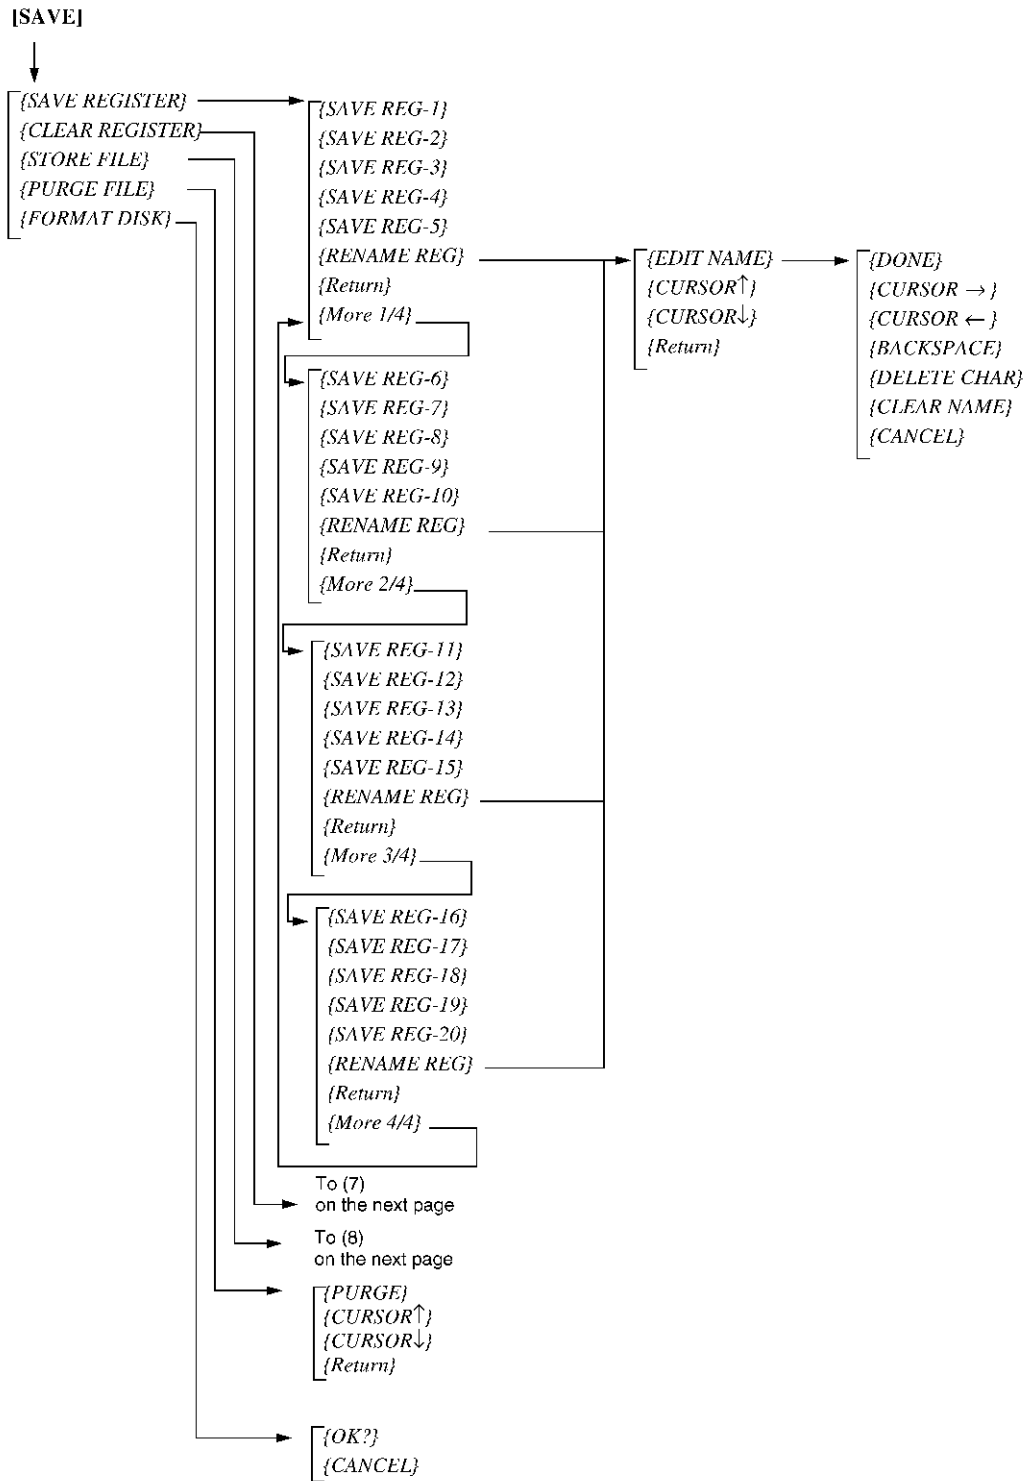 [SAVE]
{SAVE REGISTER}
{CLEAR REGISTER}
{STORE FILE}
{PURGE FILE}
{FORMAT DISK}
{SAVE REG-1}
{SAVE REG-2}
{SAVE REG-3}
{SAVE REG-4}
{SAVE REG-5}
{RENAME REG}
{Return}
{More 1/4}
{SAVE REG-6}
{SAVE REG-7}
{SAVE REG-8}
{SAVE REG-9}
{SAVE REG-10}
{RENAME REG}
{Return}
{More 2/4}
{SAVE REG-11}
{SAVE REG-12}
{SAVE REG-13}
{SAVE REG-14}
{SAVE REG-15}
{RENAME REG}
{Return}
{More 3/4}
{SAVE REG-16}
{SAVE REG-17}
{SAVE REG-18}
{SAVE REG-19}
{SAVE REG-20}
{RENAME REG}
{Return}
{More 4/4}
{EDIT NAME}
{CURSOR↑}
{CURSOR↓}
{Return}
{DONE}
{CURSOR → }
{CURSOR ← }
{BACKSPACE}
{DELETE CHAR}
{CLEAR NAME}
{CANCEL}
To (7)
on the next page
To (8)
on the next page
{PURGE}
{CURSOR↑}
{CURSOR↓}
{Return}
{OK?}
{CANCEL}